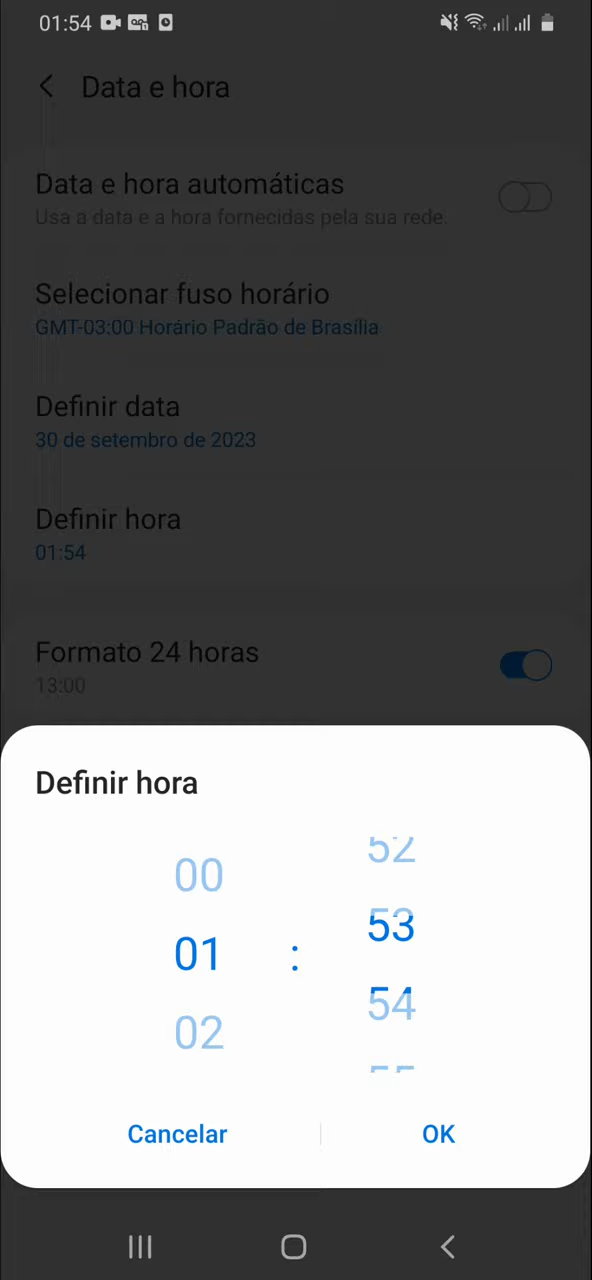 01:54
Data e hora
Data e hora automáticas
Usa a data e a hora fornecidas pela sua rede.
Selecionar fuso horário
GMT-03:00 Horário Padrão de Brasília
Definir data
30 de setembro de 2023
Definir hora
01:54
Formato 24 horas
13:00
Definir hora
52
00
53
01 :
54
02
55
Cancelar
OK